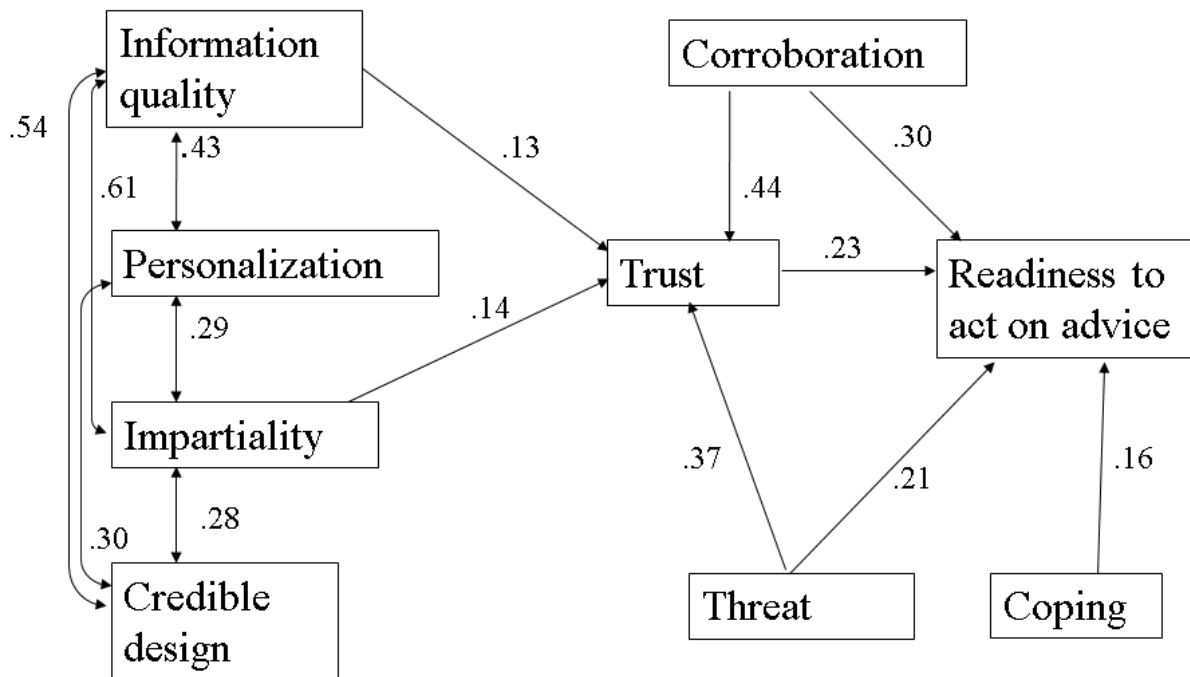 Information
quality
Corroboration
.54
.43
.13
.30
.61
.44
Personalization
Trust
.23
Readiness to
act on advice
.29
.14
Impartiality
.37
.21
.16
.28
.30
Credible
design
Threat
Coping